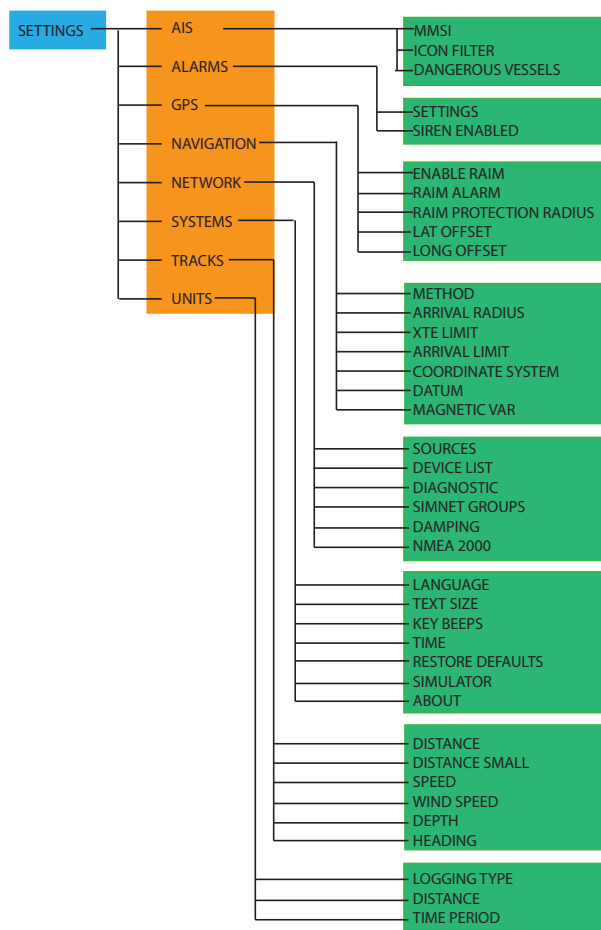 SETTINGS
AIS
ALARMS
GPS
NAVIGATION
NETWORK
SYSTEMS
TRACKS
UNITS
MMSI
ICON FILTER
DANGEROUS VESSELS
SETTINGS
SIREN ENABLED
ENABLE RAIM
RAIM ALARM
RAIM PROTECTION RADIUS
LAT OFFSET
LONG OFFSET
METHOD
ARRIVAL RADIUS
XTE LIMIT
ARRIVAL LIMIT
COORDINATE SYSTEM
DATUM
MAGNETIC VAR
SOURCES
DEVICE LIST
DIAGNOSTIC
SIMNET GROUPS
DAMPING
NMEA 2000
LANGUAGE
TEXT SIZE
KEY BEEPS
TIME
RESTORE DEFAULTS
SIMULATOR
ABOUT
DISTANCE
DISTANCE SMALL
SPEED
WIND SPEED
DEPTH
HEADING
LOGGING TYPE
DISTANCE
TIME PERIOD